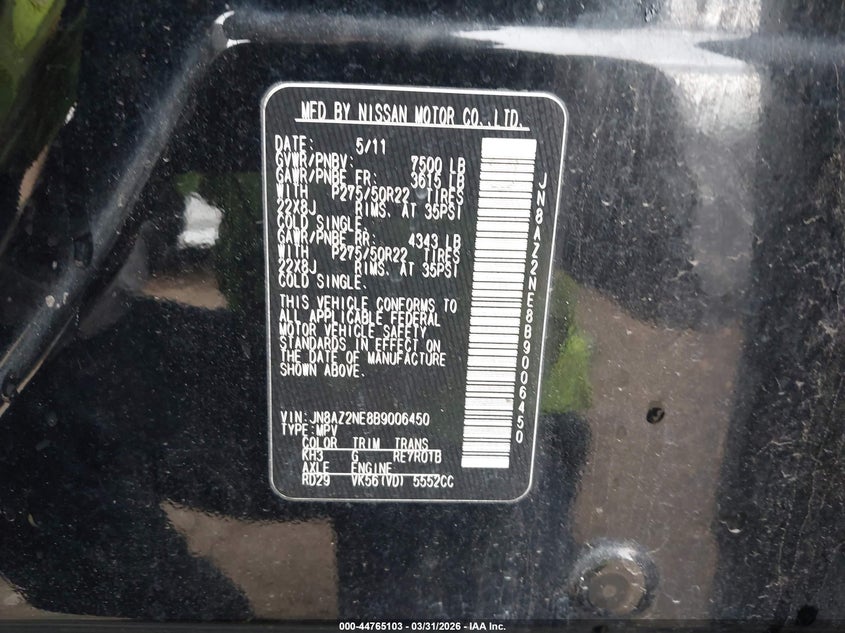 MFD BY NISSAN MOTOR CO.,LTD.
DATE: 5/11
GVWR/PNBV: 7500 LB
GAWR/PNBE FR: 3615 LB
WITH P275/50R22 TIRES
22X8J RIMS. AT 35PSI
COLD SINGLE.
GAWR/PNBE RR: 4343 LB
WITH P275/50R22 TIRES
22X8J RIMS. AT 35PSI
COLD SINGLE.
THIS VEHICLE CONFORMS TO
ALL APPLICABLE FEDERAL
MOTOR VEHICLE SAFETY
STANDARDS IN EFFECT ON
THE DATE OF MANUFACTURE
SHOWN ABOVE.
VIN: JN8AZ2NE8B9006450
TYPE: MPV
COLOR TRIM TRANS
KH3 G RE7R01B
AXLE ENGINE
RD29 VK56(VD) 5552CC
JN8AZ2NE8B9006450
000-44765103 - 03/31/2026 - IAA Inc.